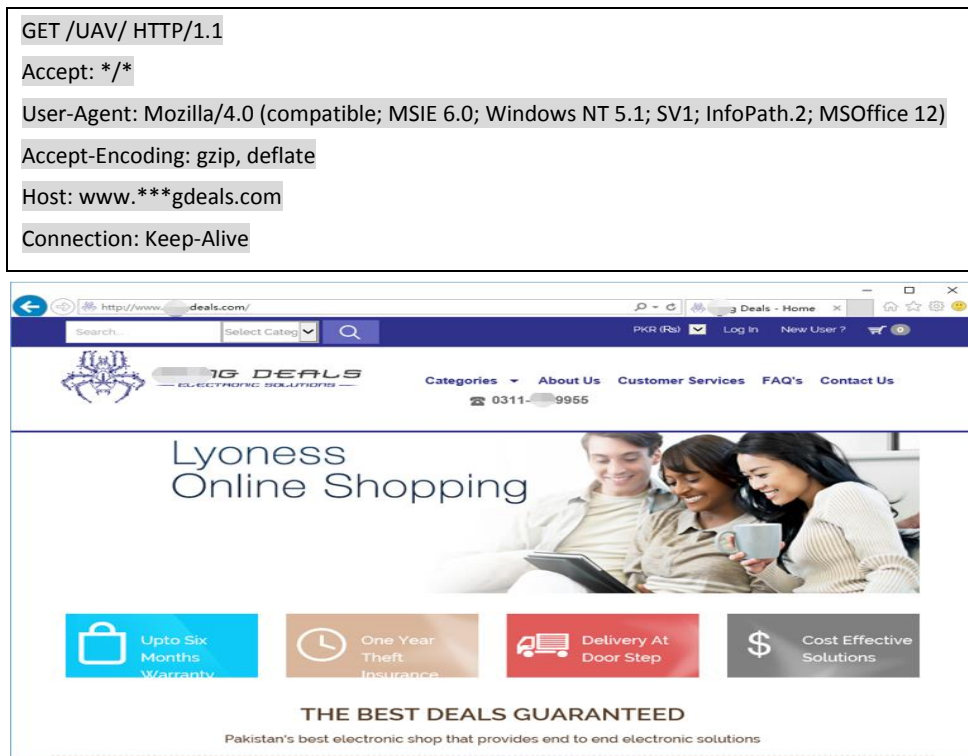 GET /UAV/ HTTP/1.1
Accept: */*
User-Agent: Mozilla/4.0 (compatible; MSIE 6.0; Windows NT 5.1; SV1; InfoPath.2; MSOffice 12)
Accept-Encoding: gzip, deflate
Host: www.***gdeals.com
Connection: Keep-Alive
http://www. deals.com/
g Deals - Home
Search..
Select Categ
PKR (Rs)
Log In
New User ?
0
NG DEALS
ELECTRONIC SOLUTIONS
Categories
About Us
Customer Services
FAQ's
Contact Us
0311- 9955
Lyoness
Online Shopping
Upto Six
Months
Warranty
One Year
Theft
Insurance
Delivery At
Door Step
$
Cost Effective
Solutions
THE BEST DEALS GUARANTEED
Pakistan's best electronic shop that provides end to end electronic solutions